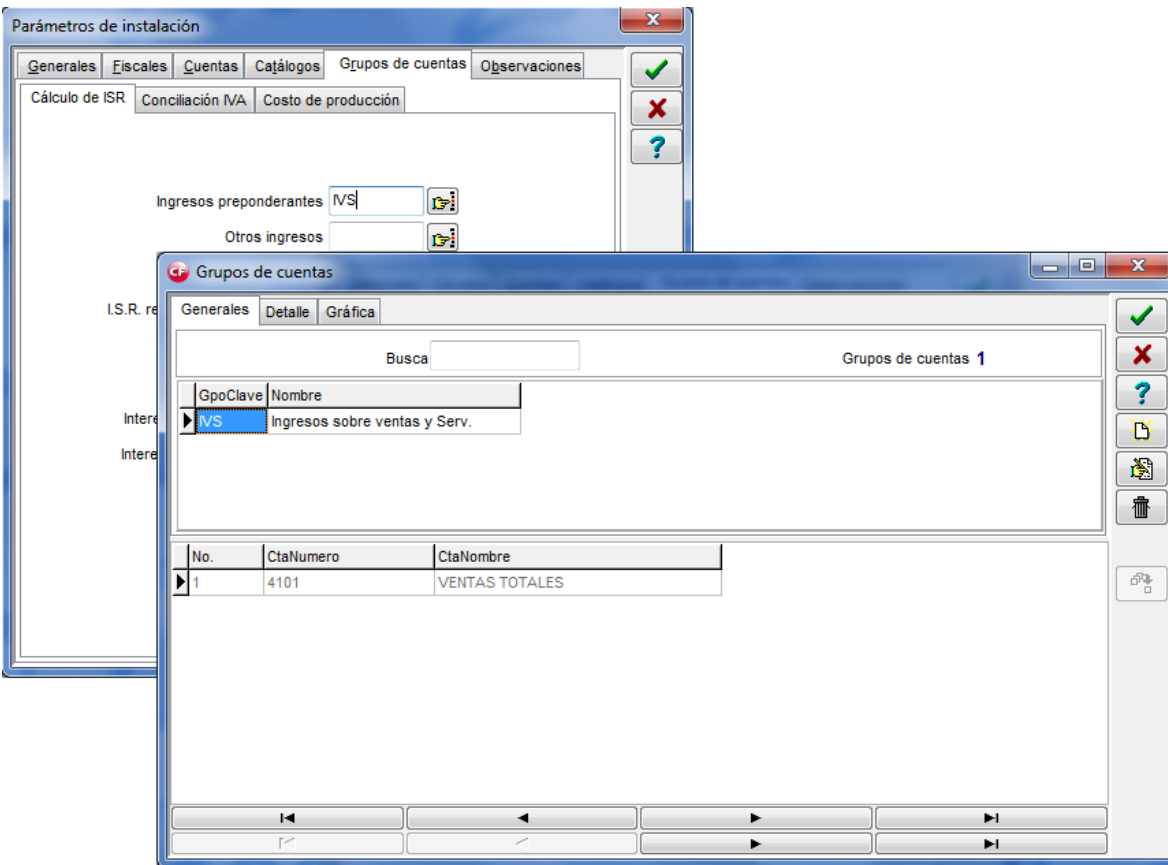 Parámetros de instalación
Generales Fiscales Cuentas Catálogos Grupos de cuentas Observaciones
Cálculo de ISR Conciliación IVA Costo de producción
Ingresos preponderantes IVS
Otros ingresos
I.S.R. re
Intere
Intere
CF Grupos de cuentas
Generales Detalle Gráfica
Busca Grupos de cuentas 1
GpoClave Nombre
IVS Ingresos sobre ventas y Serv.
No. CtaNumero CtaNombre
1 4101 VENTAS TOTALES